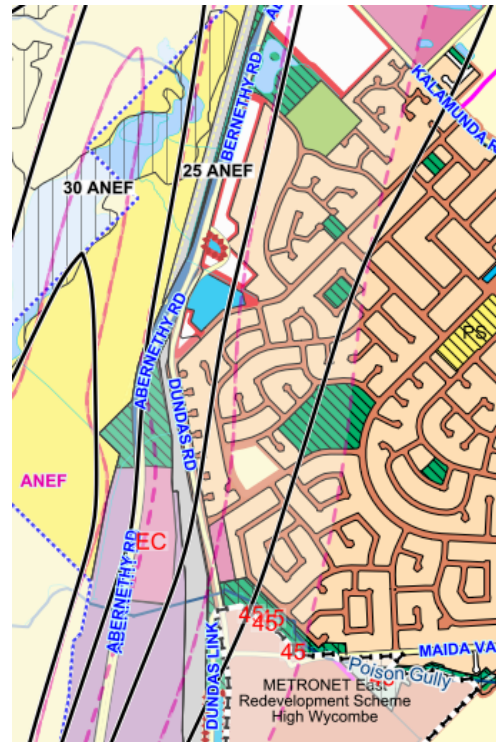 ABERNETHY RD
KALAMUNDA R
25 ANEF
30 ANEF
ABERNETHY RD
PS
DUNDAS RD
ANEF
EC
ABERNETHY RD
45
45
45
MAIDA VA
Poison Gully
DUNDAS LINK
METRONET East
Redevelopment Scheme
High Wycombe